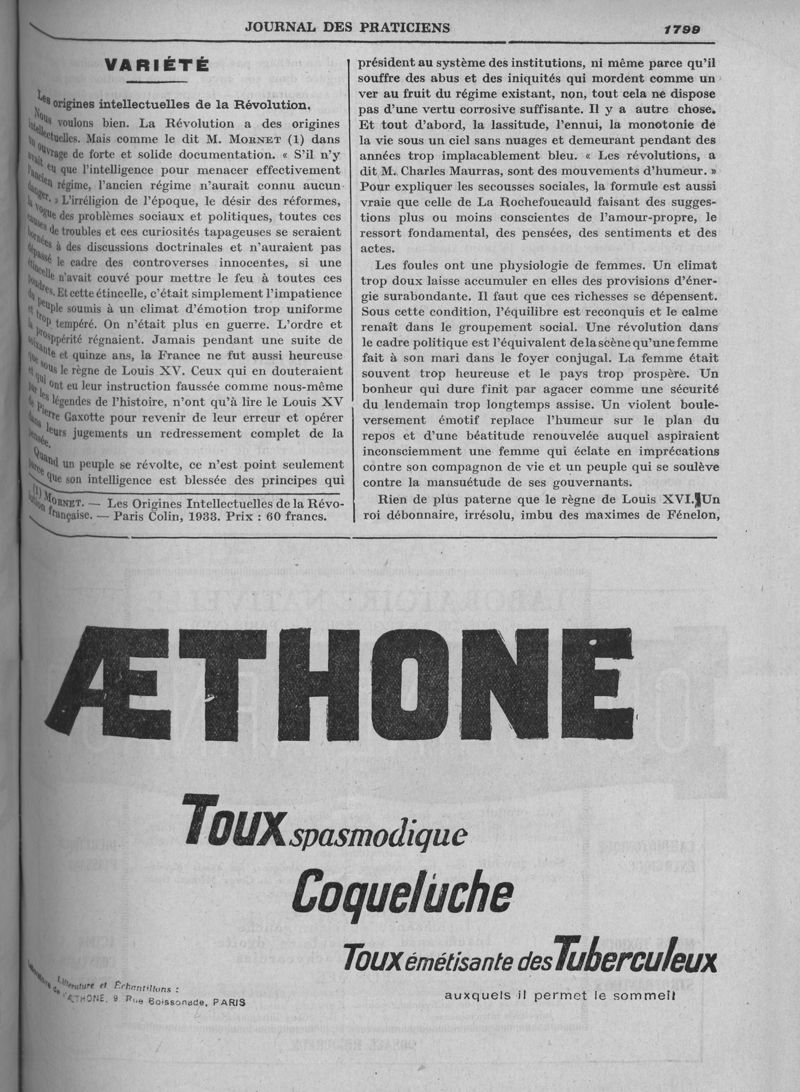 JOURNAL DES PRATICIENS
1799
VARIÉTÉ
Les origines intellectuelles de la Révolution.
Nous voulons bien. La Révolution a des origines
intellectuelles. Mais comme le dit M. MORNET (1) dans
un ouvrage de forte et solide documentation. « S'il n'y
avait eu que l'intelligence pour menacer effectivement
l'ancien régime, l'ancien régime n'aurait connu aucun
danger. » L'irréligion de l'époque, le désir des réformes,
la vogue des problèmes sociaux et politiques, toutes ces
causes de troubles et ces curiosités tapageuses se seraient
bornées à des discussions doctrinales et n'auraient pas
dépassé le cadre des controverses innocentes, si une
étincelle n'avait couvé pour mettre le feu à toutes ces
poudres. Et cette étincelle, c'était simplement l'impatience
du peuple soumis à un climat d'émotion trop uniforme
et trop tempéré. On n'était plus en guerre. L'ordre et
la prospérité régnaient. Jamais pendant une suite de
soixante et quinze ans, la France ne fut aussi heureuse
que sous le règne de Louis XV. Ceux qui en douteraient
et qui ont eu leur instruction faussée comme nous-même
par les légendes de l'histoire, n'ont qu'à lire le Louis XV
de Pierre Gaxotte pour revenir de leur erreur et opérer
dans leurs jugements un redressement complet de la
pensée.
Quand un peuple se révolte, ce n'est point seulement
parce que son intelligence est blessée des principes qui
(1) MORNET. — Les Origines Intellectuelles de la Révo-
lution française. — Paris Colin, 1933. Prix : 60 francs.
président au système des institutions, ni même parce qu'il
souffre des abus et des iniquités qui mordent comme un
ver au fruit du régime existant, non, tout cela ne dispose
pas d'une vertu corrosive suffisante. Il y a autre chose.
Et tout d'abord, la lassitude, l'ennui, la monotonie de
la vie sous un ciel sans nuages et demeurant pendant des
années trop implacablement bleu. « Les révolutions, a
dit M. Charles Maurras, sont des mouvements d'humeur. »
Pour expliquer les secousses sociales, la formule est aussi
vraie que celle de La Rochefoucauld faisant des sugges-
tions plus ou moins conscientes de l'amour-propre, le
ressort fondamental, des pensées, des sentiments et des
actes.
Les foules ont une physiologie de femmes. Un climat
trop doux laisse accumuler en elles des provisions d'éner-
gie surabondante. Il faut que ces richesses se dépensent.
Sous cette condition, l'équilibre est reconquis et le calme
renaît dans le groupement social. Une révolution dans
le cadre politique est l'équivalent de la scène qu'une femme
fait à son mari dans le foyer conjugal. La femme était
souvent trop heureuse et le pays trop prospère. Un
bonheur qui dure finit par agacer comme une sécurité
du lendemain trop longtemps assise. Un violent boule-
versement émotif replace l'humeur sur le plan du
repos et d'une béatitude renouvelée auquel aspiraient
inconsciemment une femme qui éclate en imprécations
contre son compagnon de vie et un peuple qui se soulève
contre la mansuétude de ses gouvernants.
Rien de plus paterne que le règne de Louis XVI. Un
roi débonnaire, irrésolu, imbu des maximes de Fénelon,
ÆTHONE
Toux spasmodique
Coqueluche
Toux émétisante des Tuberculeux
auxquels il permet le sommeil
Littérature et Échantillons :
de l'ÆTHONE, 9 Rue Boissonade, PARIS